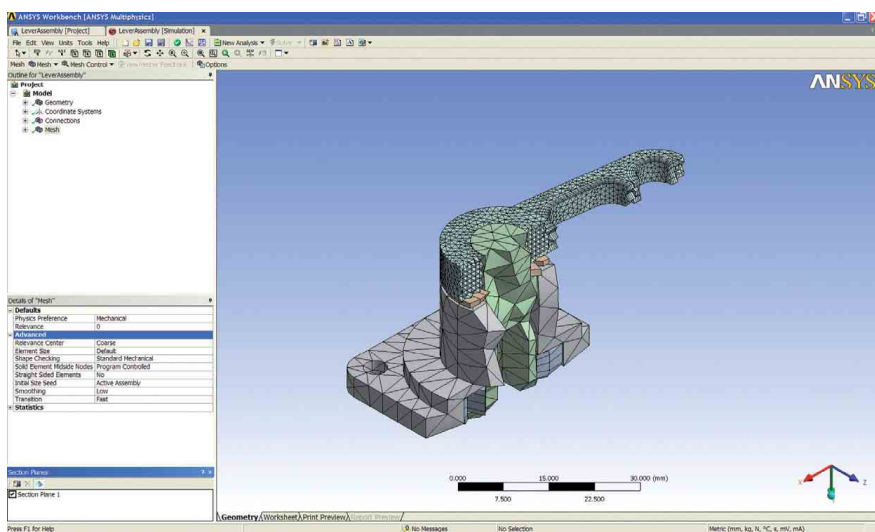 ANSYS Workbench [ANSYS Multiphysics]
LeverAssembly [Project] LeverAssembly [Simulation]
File Edit View Units Tools Help New Analysis Solve
Mesh Mesh Mesh Control Options
Outline for "LeverAssembly"
Project
Model
Geometry
Coordinate Systems
Connections
Mesh
ANSYS
Details of "Mesh"
Defaults
Physics Preference Mechanical
Relevance 0
Advanced
Relevance Center Coarse
Element Size Default
Shape Checking Standard Mechanical
Solid Element Midside Nodes Program Controlled
Straight Sided Elements No
Initial Size Seed Active Assembly
Smoothing Low
Transition Fast
Statistics
Section Planes
Section Plane 1
0.000 15.000 30.000 (mm)
7.500 22.500
Geometry Worksheet Print Preview Report Preview
Press F1 for Help No Messages No Selection Metric (mm, kg, N, °C, s, mV, mA)